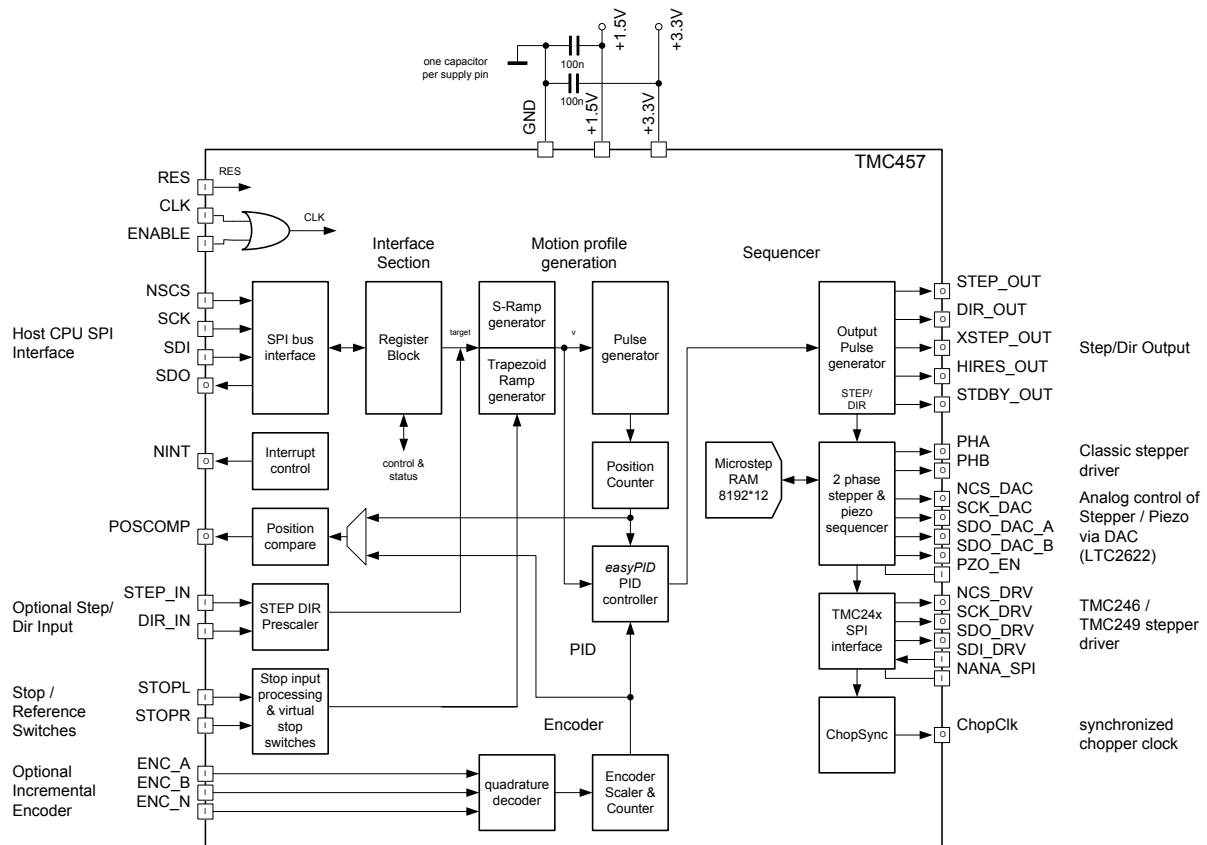 +1.5V
+3.3V
one capacitor
per supply pin
100n
100n
GND
+1.5V
+3.3V
TMC457
RES
RES
CLK
CLK
ENABLE
Interface
Section
Motion profile
generation
Sequencer
Host CPU SPI
Interface
NSCS
SCK
SDI
SDO
I
I
I
I
I
I
O
SPI bus
interface
Register
Block
target
S-Ramp
generator
Trapezoid
Ramp
generator
v
Pulse
generator
Output
Pulse
generator
STEP/
DIR
STEP_OUT
DIR_OUT
XSTEP_OUT
HIRES_OUT
STDBY_OUT
O
O
O
O
O
Step/Dir Output
NINT
O
Interrupt
control
control &
status
Position
Counter
Microstep
RAM
8192*12
2 phase
stepper &
piezo
sequencer
PHA
PHB
NCS_DAC
SCK_DAC
SDO_DAC_A
SDO_DAC_B
PZO_EN
O
O
O
O
O
O
I
Classic stepper
driver
Analog control of
Stepper / Piezo
via DAC
(LTC2622)
POSCOMP
O
Position
compare
easyPID
PID
controller
Optional Step/
Dir Input
STEP_IN
DIR_IN
I
I
STEP DIR
Prescaler
PID
TMC24x
SPI
interface
NCS_DRV
SCK_DRV
SDO_DRV
SDI_DRV
NANA_SPI
O
O
O
I
I
TMC246 /
TMC249 stepper
driver
Stop /
Reference
Switches
STOPL
STOPR
I
I
Stop input
processing
& virtual
stop
switches
Encoder
ChopSync
O
ChopClk
synchronized
chopper clock
Optional
Incremental
Encoder
ENC_A
ENC_B
ENC_N
I
I
I
quadrature
decoder
Encoder
Scaler &
Counter